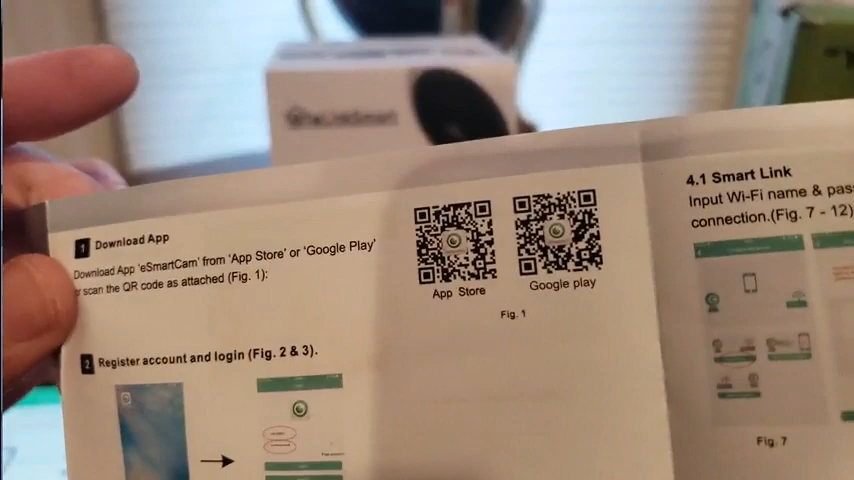 1 Download App
Download App 'eSmartCam' from 'App Store' or 'Google Play'
or scan the QR code as attached (Fig. 1):
App Store
Google play
Fig. 1
2 Register account and login (Fig. 2 & 3).
4.1 Smart Link
Input Wi-Fi name & pas
connection.(Fig. 7 - 12)
Fig. 7